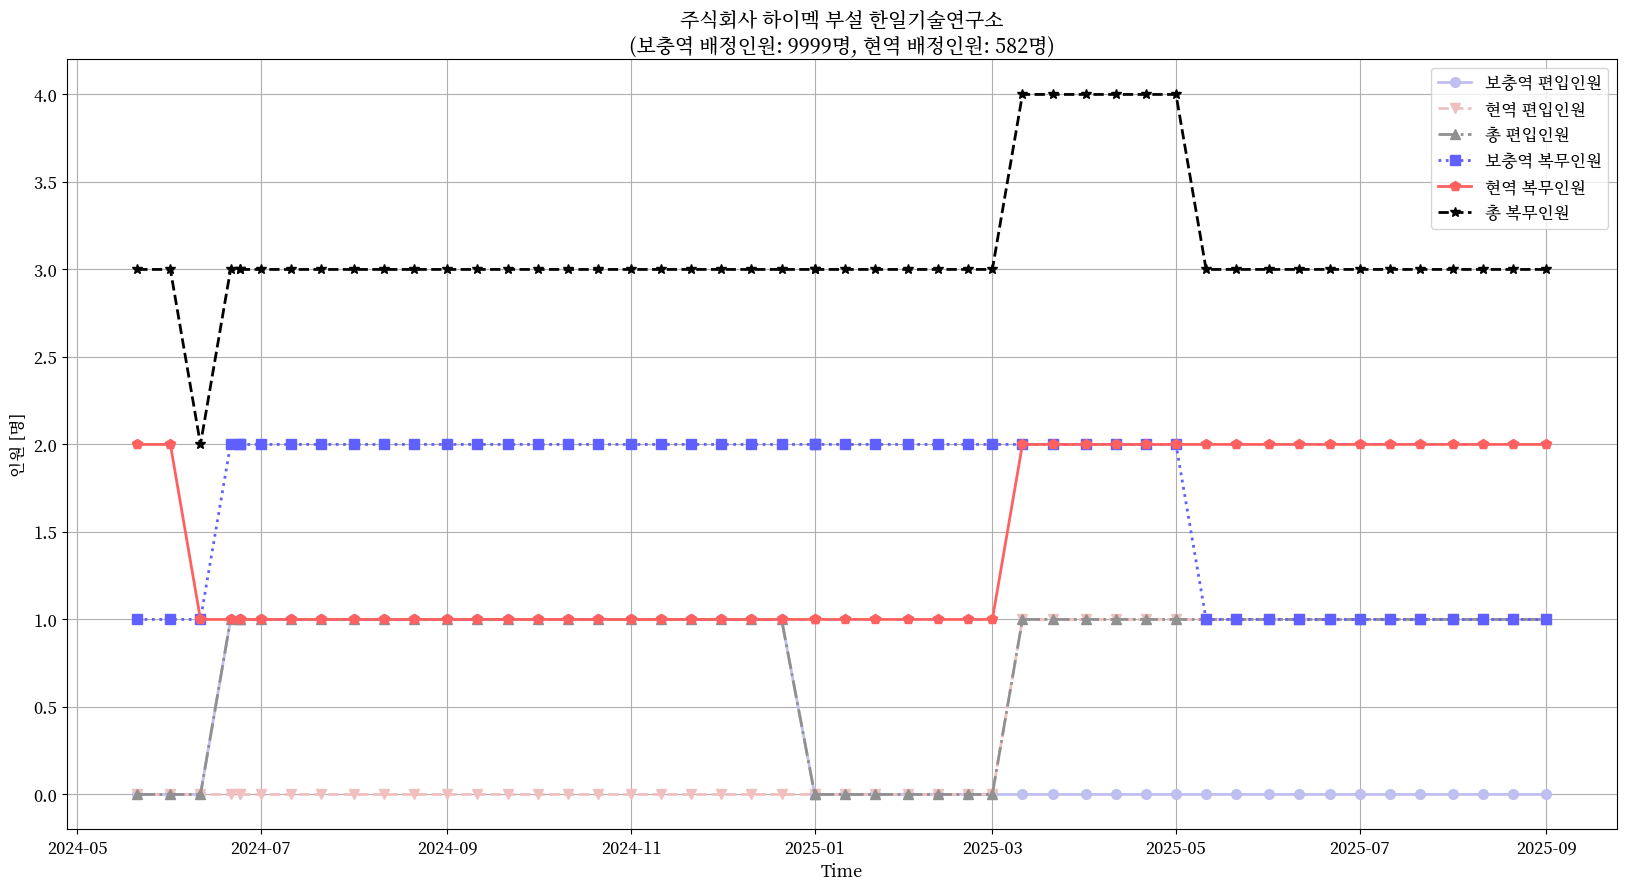 주식회사 하이멕 부설 한일기술연구소
(보충역 배정인원: 9999명, 현역 배정인원: 582명)
보충역 편입인원
현역 편입인원
총 편입인원
보충역 복무인원
현역 복무인원
총 복무인원
인원 [명]
4.0
3.5
3.0
2.5
2.0
1.5
1.0
0.5
0.0
2024-05 2024-07 2024-09 2024-11 2025-01 2025-03 2025-05 2025-07 2025-09
Time